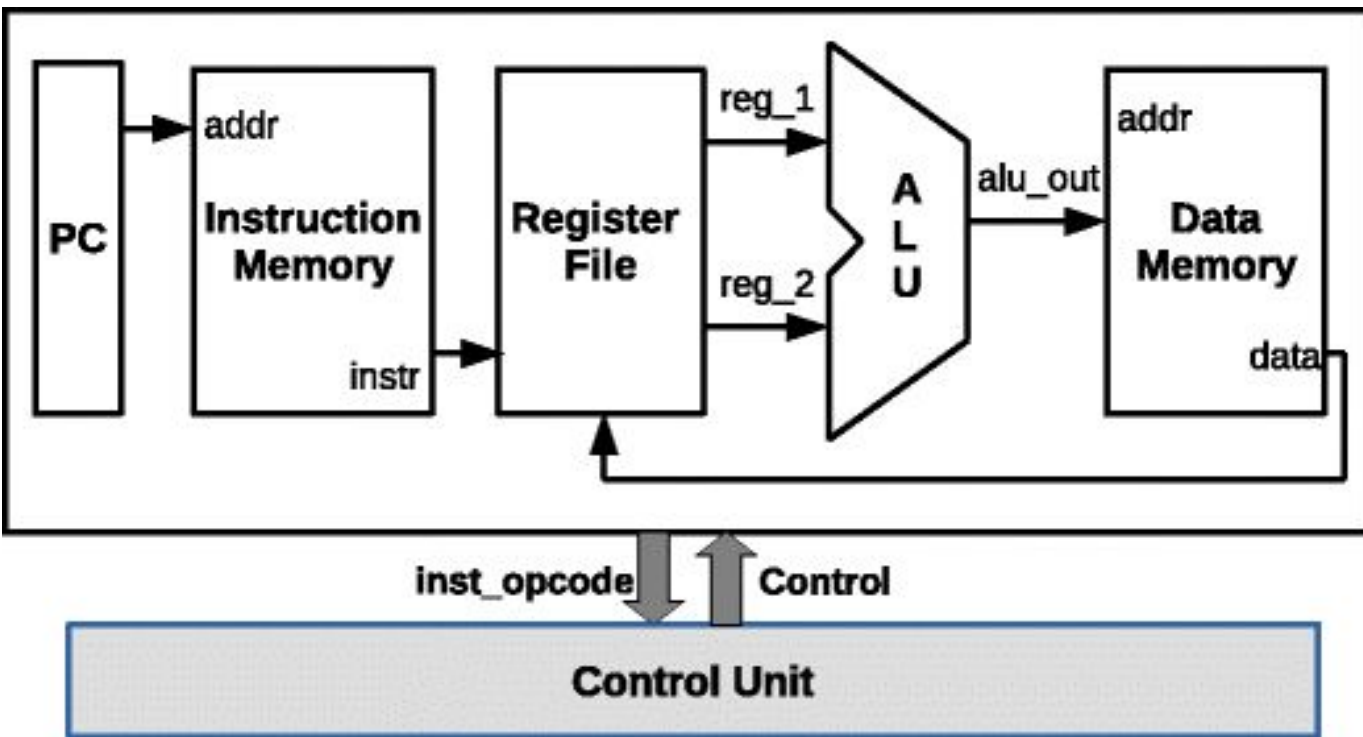 PC
addr
Instruction
Memory
instr
Register
File
reg_1
reg_2
A
L
U
alu_out
addr
Data
Memory
data
inst_opcode
Control
Control Unit